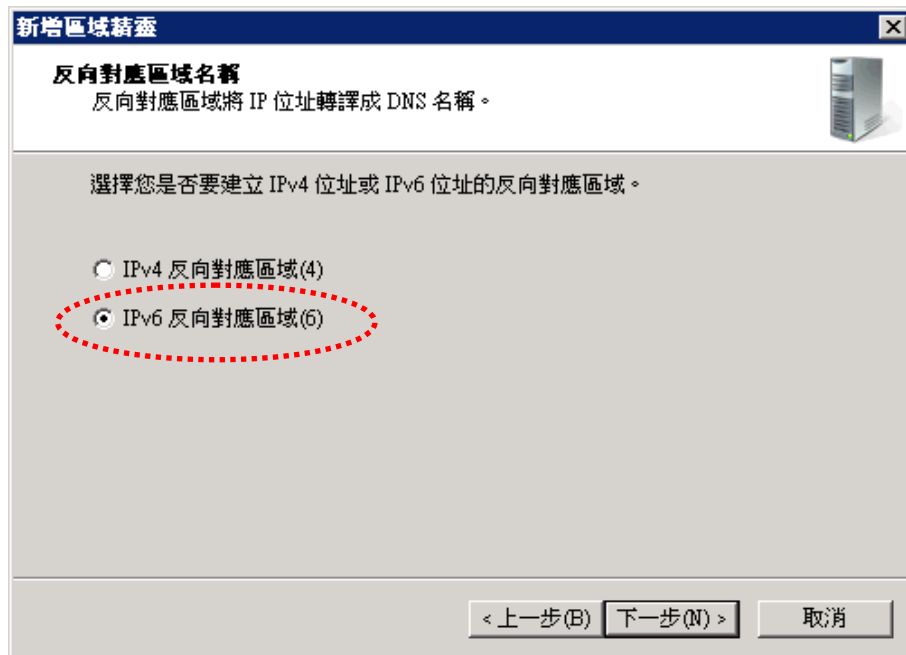 新增區域精靈
反向對應區域名稱
反向對應區域將 IP 位址轉譯成 DNS 名稱。
選擇您是否要建立 IPv4 位址或 IPv6 位址的反向對應區域。
IPv4 反向對應區域(4)
IPv6 反向對應區域(6)
<上一步(B) 下一步(N)> 取消